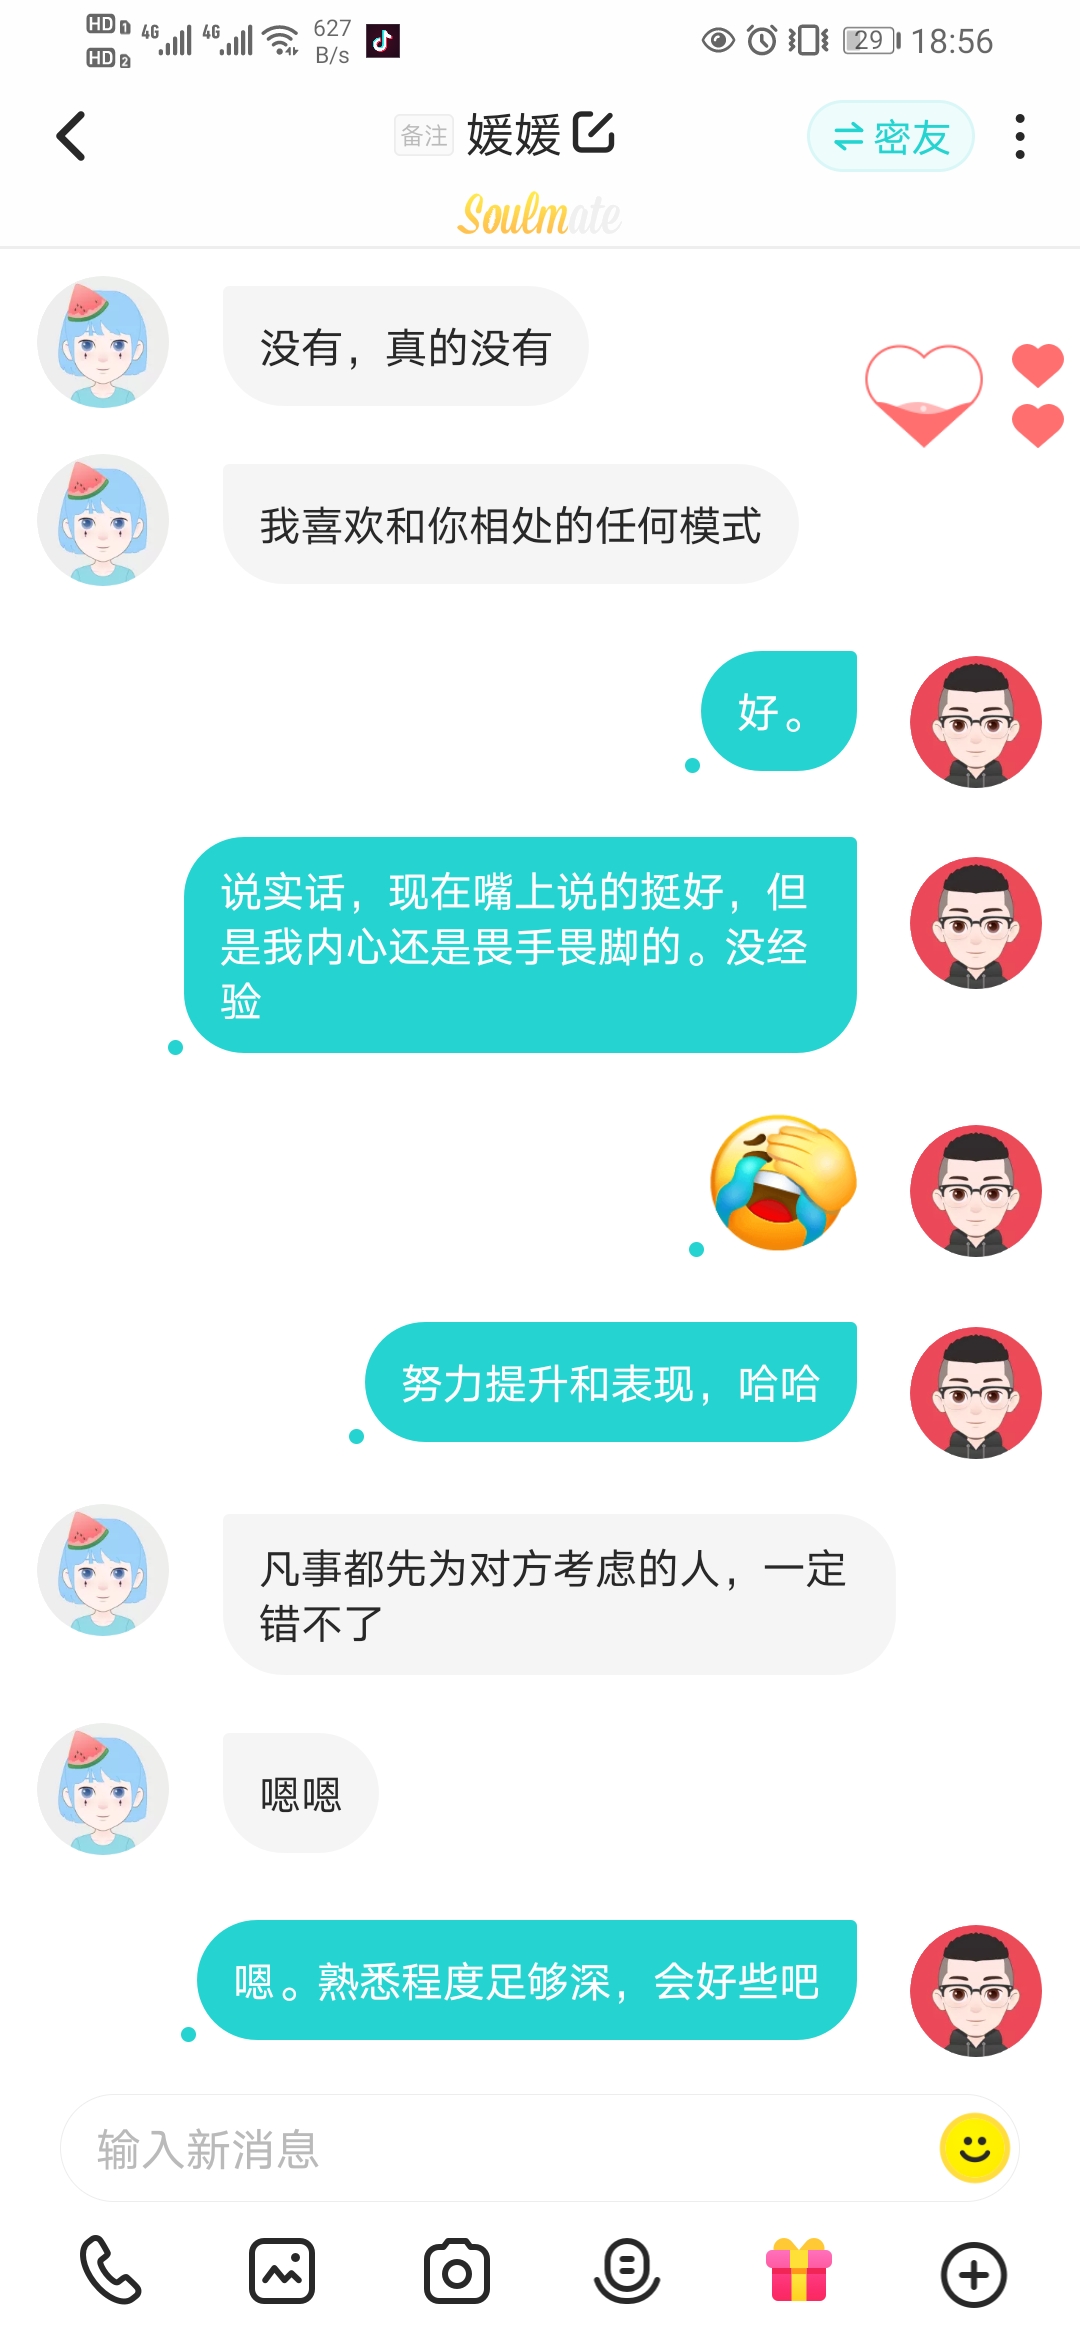 HD 1 4G 4G 627 B/s 29 18:56
HD 2
备注 媛媛 密友
Soulmate
没有，真的没有
我喜欢和你相处的任何模式
好。
说实话，现在嘴上说的挺好，但
是我内心还是畏手畏脚的。没经
验
努力提升和表现，哈哈
凡事都先为对方考虑的人，一定
错不了
嗯嗯
嗯。熟悉程度足够深，会好些吧
输入新消息